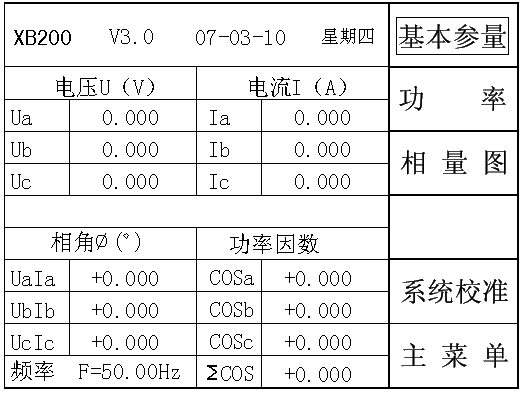 XB200 V3.0 07-03-10 星期四
电压U（V） 电流I（A）
Ua 0.000 Ia 0.000
Ub 0.000 Ib 0.000
Uc 0.000 Ic 0.000
相角Ø(°) 功率因数
UaIa +0.000 COSa +0.000
UbIb +0.000 COSb +0.000
UcIc +0.000 COSc +0.000
频率 F=50.00Hz ΣCOS +0.000
基本参量
功 率
相 量 图
系统校准
主 菜 单